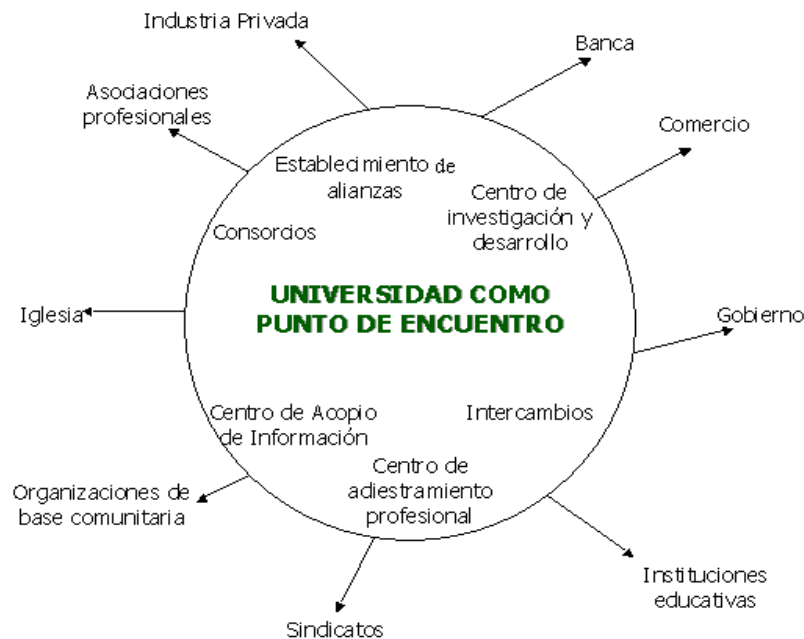 Industria Privada
Banca
Asociaciones
profesionales
Comercio
Establecimiento de
alianzas
Centro de
investigación y
desarrollo
Consorcios
UNIVERSIDAD COMO
PUNTO DE ENCUENTRO
Iglesia
Gobierno
Centro de Acopio
de Información
Intercambios
Centro de
adiestramiento
profesional
Organizaciones de
base comunitaria
Instituciones
educativas
Sindicatos